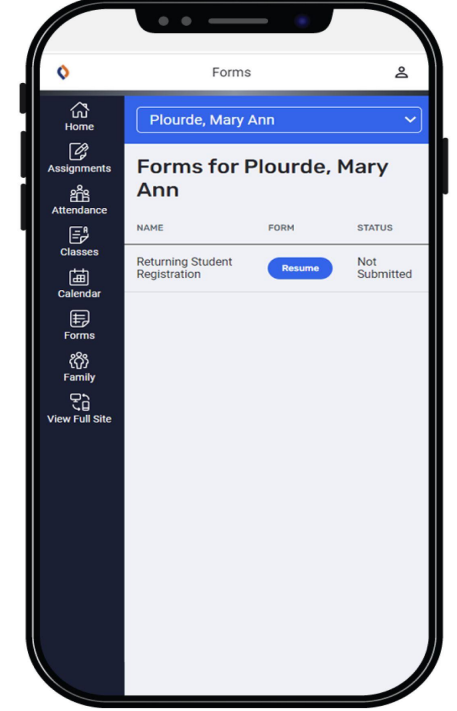 Forms
Home
Assignments
Attendance
Classes
Calendar
Forms
Family
View Full Site
Plourde, Mary Ann
Forms for Plourde, Mary
Ann
NAME FORM STATUS
Returning Student
Registration
Resume
Not
Submitted